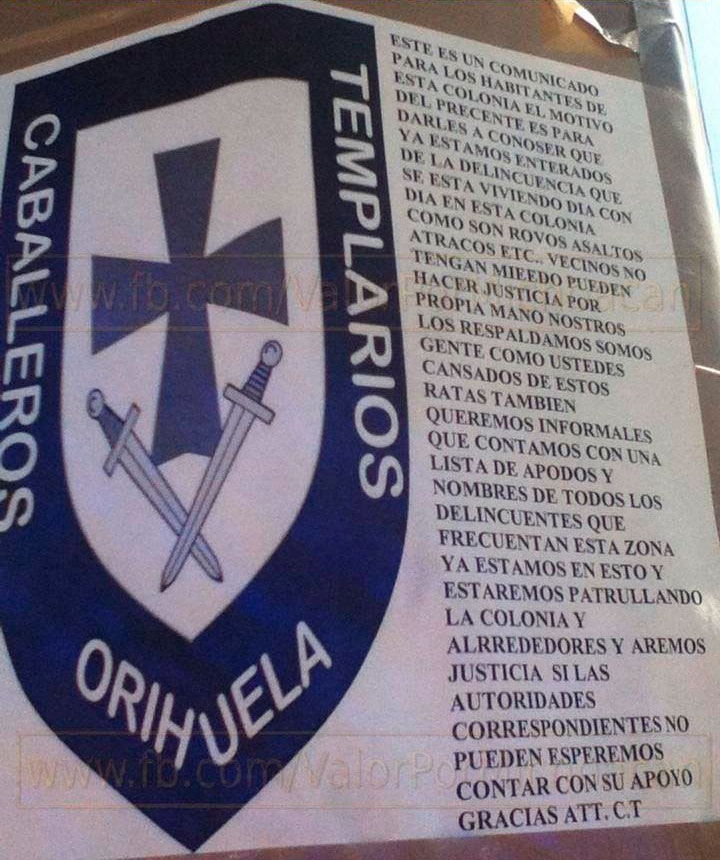 CABALLEROS
TEMPLARIOS
ORIHUELA
ESTE ES UN COMUNICADO
PARA LOS HABITANTES DE
ESTA COLONIA EL MOTIVO
DEL PRECENTE ES PARA
DARLES A CONOSER QUE
YA ESTAMOS ENTERADOS
DE LA DELINCUENCIA QUE
SE ESTA VIVIENDO DIA CON
DIA EN ESTA COLONIA
COMO SON ROVOS ASALTOS
ATRACOS ETC.. VECINOS NO
TENGAN MIEEDO PUEDEN
HACER JUSTICIA POR
PROPIA MANO NOSTROS
LOS RESPALDAMOS SOMOS
GENTE COMO USTEDES
CANSADOS DE ESTOS
RATAS TAMBIEN
QUEREMOS INFORMALES
QUE CONTAMOS CON UNA
LISTA DE APODOS Y
NOMBRES DE TODOS LOS
DELINCUENTES QUE
FRECUENTAN ESTA ZONA
YA ESTAMOS EN ESTO Y
ESTAREMOS PATRULLANDO
LA COLONIA Y
ALRREDEDORES Y AREMOS
JUSTICIA SI LAS
AUTORIDADES
CORRESPONDIENTES NO
PUEDEN ESPEREMOS
CONTAR CON SU APOYO
GRACIAS ATT. C.T